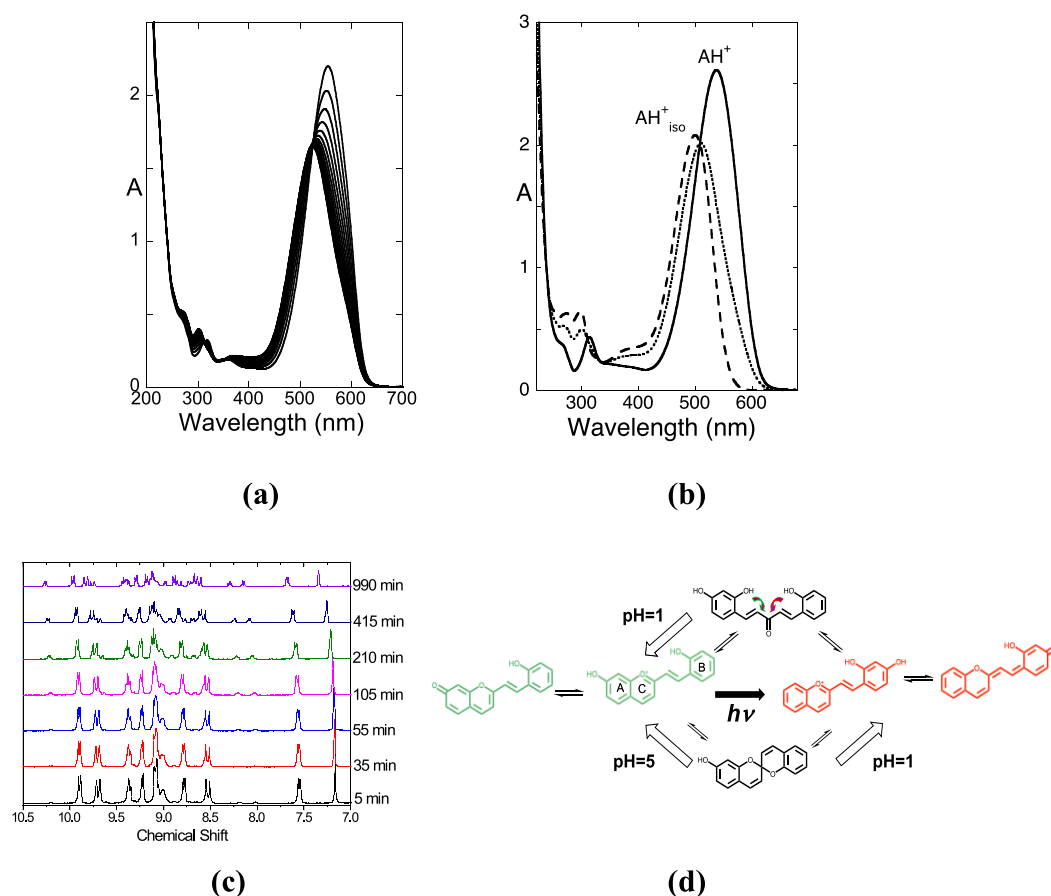 2
A
1
0
200 300 400 500 600 700
Wavelength (nm)
(a)
3
AH+
AH+iso
2
A
1
0
300 400 500 600
Wavelength (nm)
(b)
990 min
415 min
210 min
105 min
55 min
35 min
5 min
10.5 10.0 9.5 9.0 8.5 8.0 7.5 7.0
Chemical Shift
(c)
HO OH HO
O
pH=1
HO B HO OH HO
HO A C O+
O O
hν
O+ O
pH=5
HO O
O
pH=1
(d)